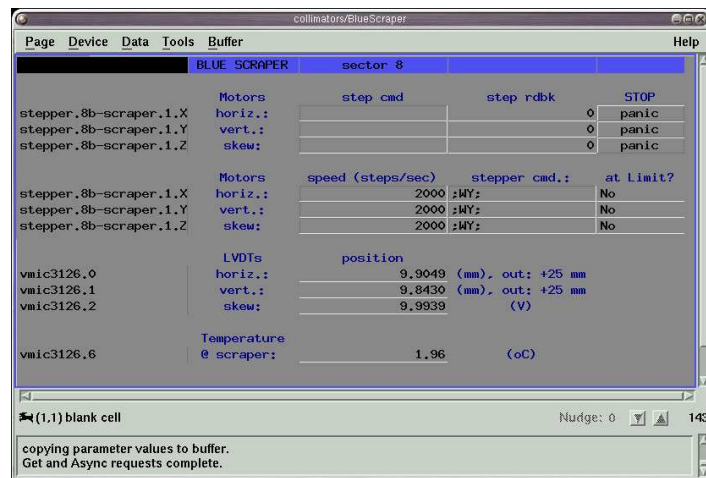 collimators/BlueScraper
Page Device Data Tools Buffer Help
BLUE SCRAPER sector 8
Motors step cmd step rdbk STOP
stepper.8b-scraper.1.X horiz.: 0 panic
stepper.8b-scraper.1.Y vert.: 0 panic
stepper.8b-scraper.1.Z skew: 0 panic
Motors speed (steps/sec) stepper cmd.: at Limit?
stepper.8b-scraper.1.X horiz.: 2000 ;WY; No
stepper.8b-scraper.1.Y vert.: 2000 ;WY; No
stepper.8b-scraper.1.Z skew: 2000 ;WY; No
LVDTs position
vmic3126.0 horiz.: 9.9049 (mm), out: +25 mm
vmic3126.1 vert.: 9.8430 (mm), out: +25 mm
vmic3126.2 skew: 9.9939 (V)
Temperature
vmic3126.6 @ scraper: 1.96 (oC)
(1,1) blank cell Nudge: 0 143
copying parameter values to buffer.
Get and Async requests complete.